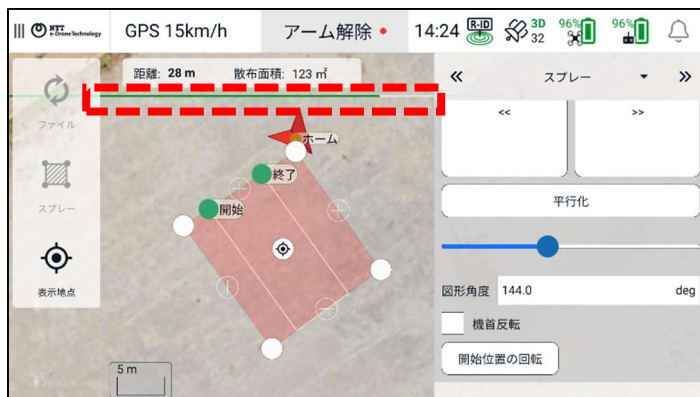 NTT
e-Drone Technology
GPS 15km/h
アーム解除
14:24
R-ID
3D
32
96%
96%
距離: 28 m 散布面積: 123 ㎡
ファイル
スプレー
表示地点
ホーム
終了
開始
5 m
« スプレー »
<< >>
平行化
図形角度 144.0 deg
機首反転
開始位置の回転